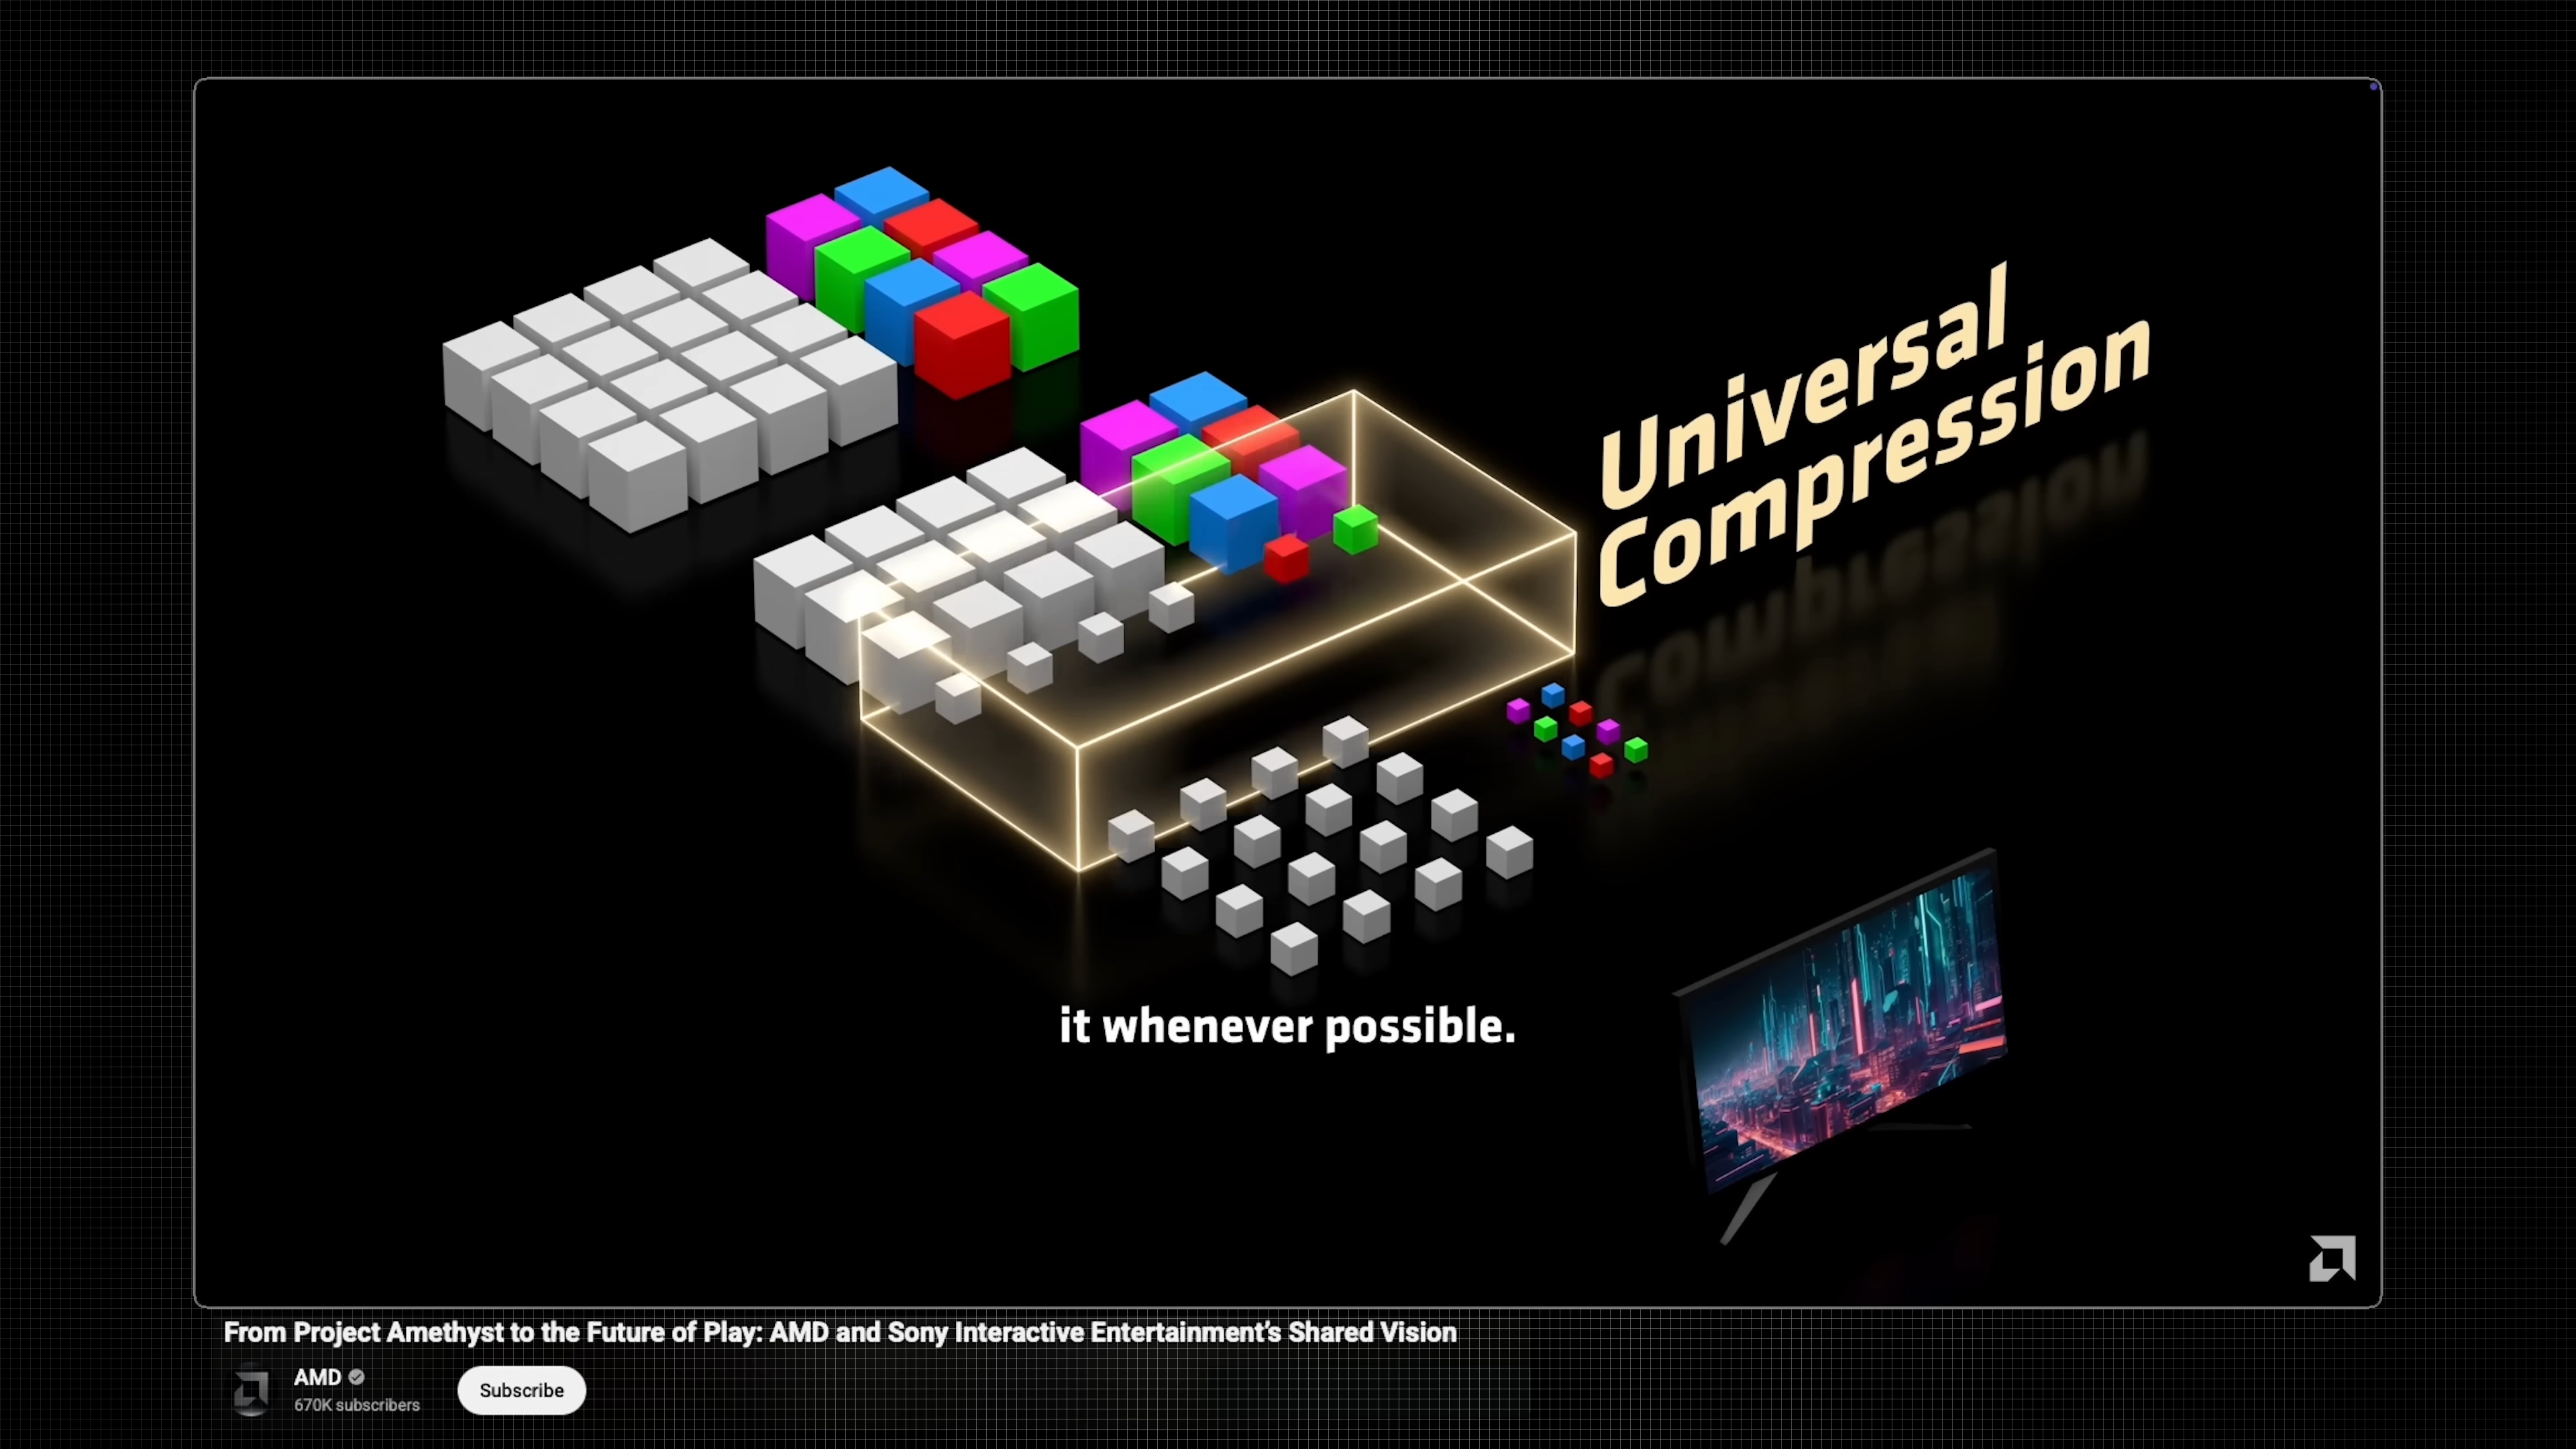 Universal
Compression
it whenever possible.
From Project Amethyst to the Future of Play: AMD and Sony Interactive Entertainment’s Shared Vision
AMD
670K subscribers
Subscribe